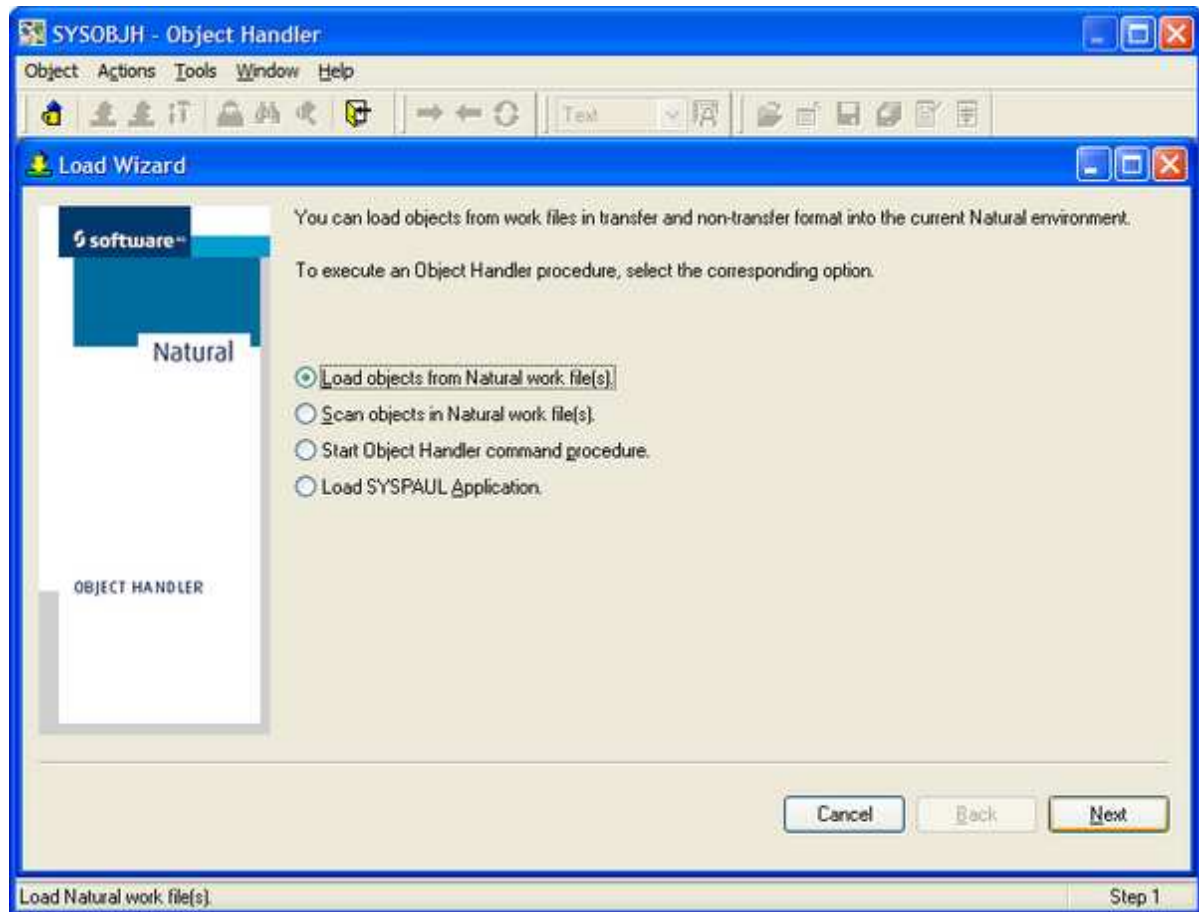 SYSOBJH - Object Handler
Object Actions Tools Window Help
Text
Load Wizard
software
Natural
OBJECT HANDLER
You can load objects from work files in transfer and non-transfer format into the current Natural environment.
To execute an Object Handler procedure, select the corresponding option.
Load objects from Natural work file(s).
Scan objects in Natural work file(s).
Start Object Handler command procedure.
Load SYSPAUL Application.
Cancel Back Next
Load Natural work file(s). Step 1